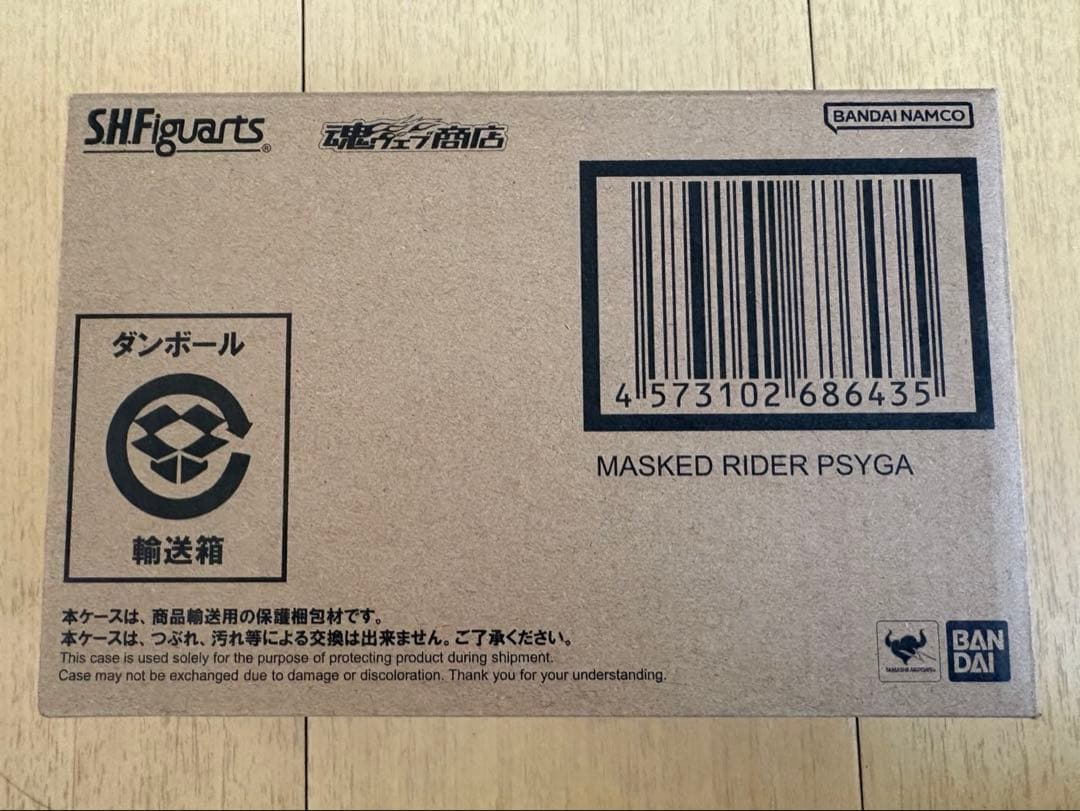 S.H.Figuarts®
魂ウェブ商店
BANDAI NAMCO
4 573102 686435
MASKED RIDER PSYGA
ダンボール
輸送箱
本ケースは、商品輸送用の保護梱包材です。
本ケースは、つぶれ、汚れ等による交換は出来ません。ご了承ください。
This case is used solely for the purpose of protecting product during shipment.
Case may not be exchanged due to damage or discoloration. Thank you for your understanding.
TAMASHII NATIONS
BAN
DAI